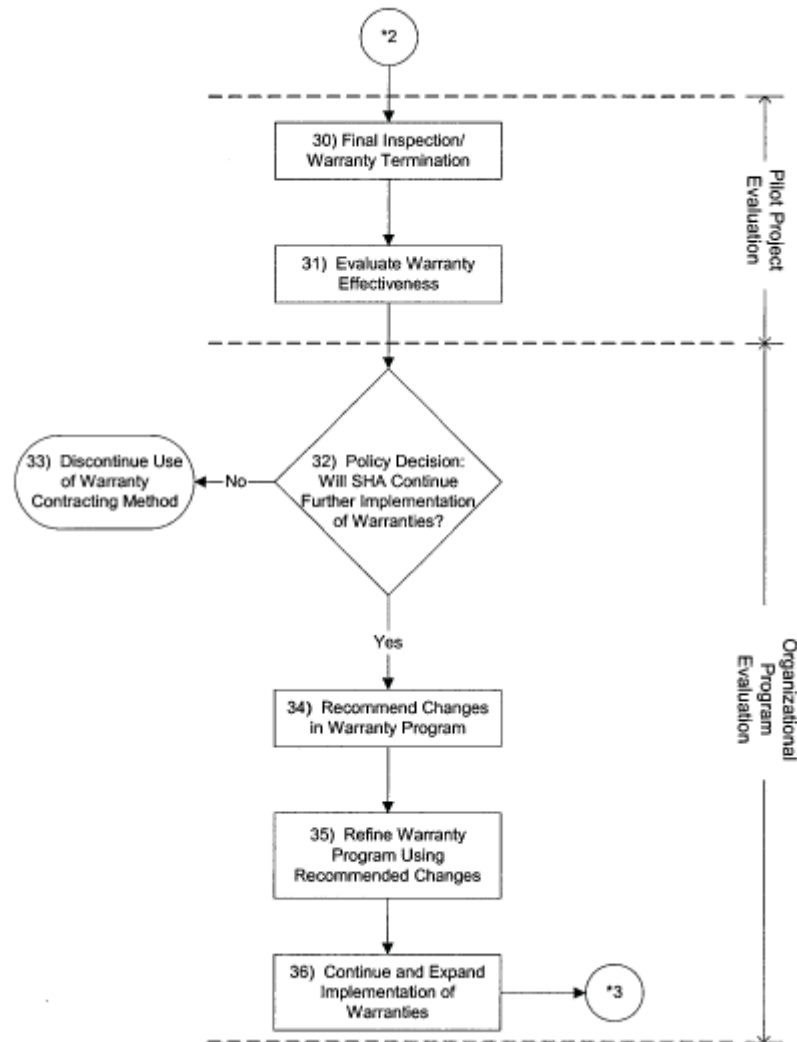 *2
30) Final Inspection/
Warranty Termination
Pilot Project
Evaluation
31) Evaluate Warranty
Effectiveness
32) Policy Decision:
Will SHA Continue
Further Implementation
of Warranties?
No
33) Discontinue Use
of Warranty
Contracting Method
Yes
Organizational
Program
Evaluation
34) Recommend Changes
in Warranty Program
35) Refine Warranty
Program Using
Recommended Changes
36) Continue and Expand
Implementation of
Warranties
*3